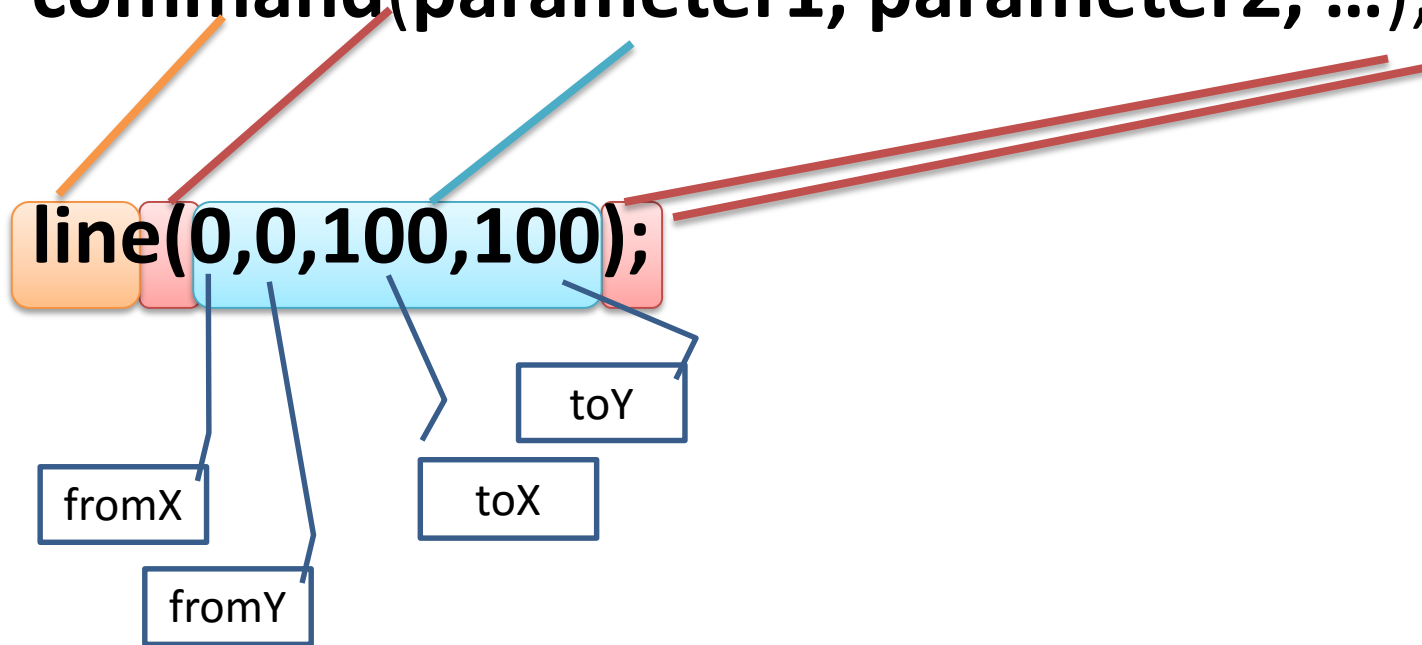 command(parameter1, parameter2, …);
line(0,0,100,100);
toY
fromX
toX
fromY